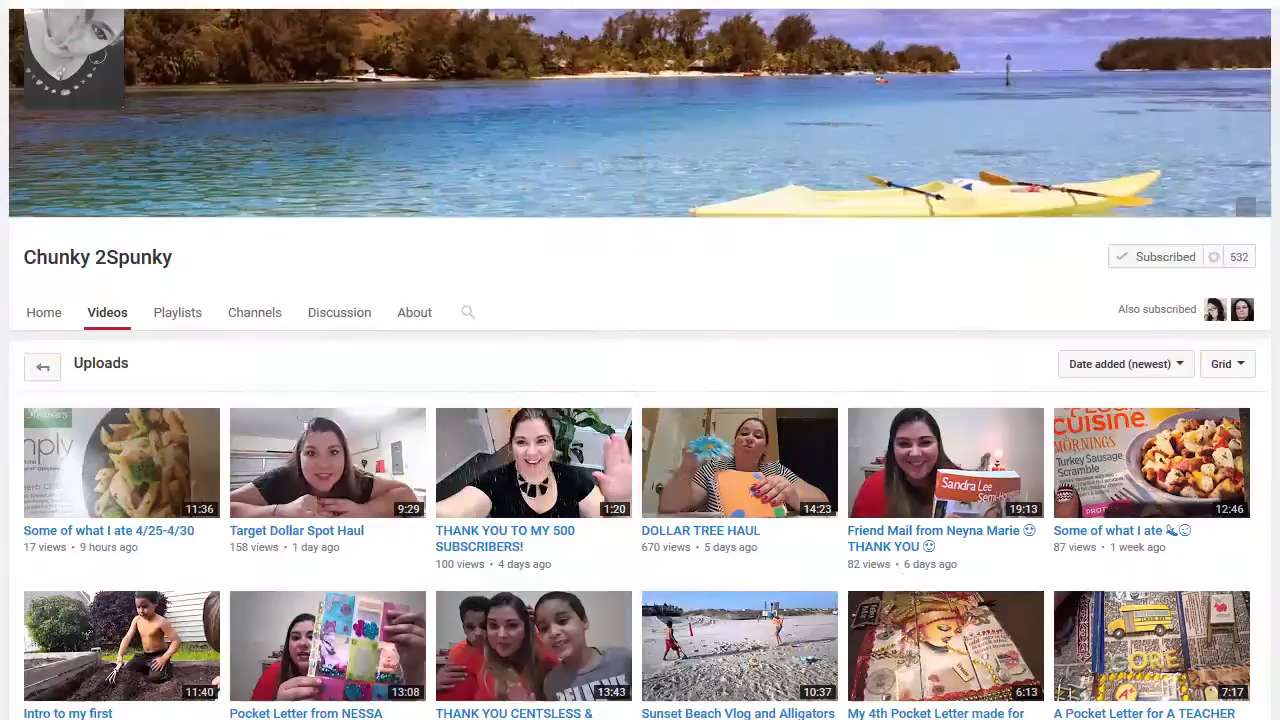 Chunky 2Spunky
Subscribed 532
Home Videos Playlists Channels Discussion About
Also subscribed
Uploads
Date added (newest) Grid
CUISINE
MORNINGS
Turkey Sausage
Scramble
Sandra Lee
11:36 9:29 1:20 14:23 19:13 12:46
Some of what I ate 4/25-4/30
17 views • 9 hours ago
Target Dollar Spot Haul
158 views • 1 day ago
THANK YOU TO MY 500
SUBSCRIBERS!
100 views • 4 days ago
DOLLAR TREE HAUL
670 views • 5 days ago
Friend Mail from Neyna Marie 🙂
THANK YOU 🙂
82 views • 6 days ago
Some of what I ate
87 views • 1 week ago
SCHOOL BUS
CORE
11:40 13:08 13:43 10:37 6:13 7:17
Intro to my first
Pocket Letter from NESSA
THANK YOU CENTSLESS &
Sunset Beach Vlog and Alligators
My 4th Pocket Letter made for
A Pocket Letter for A TEACHER